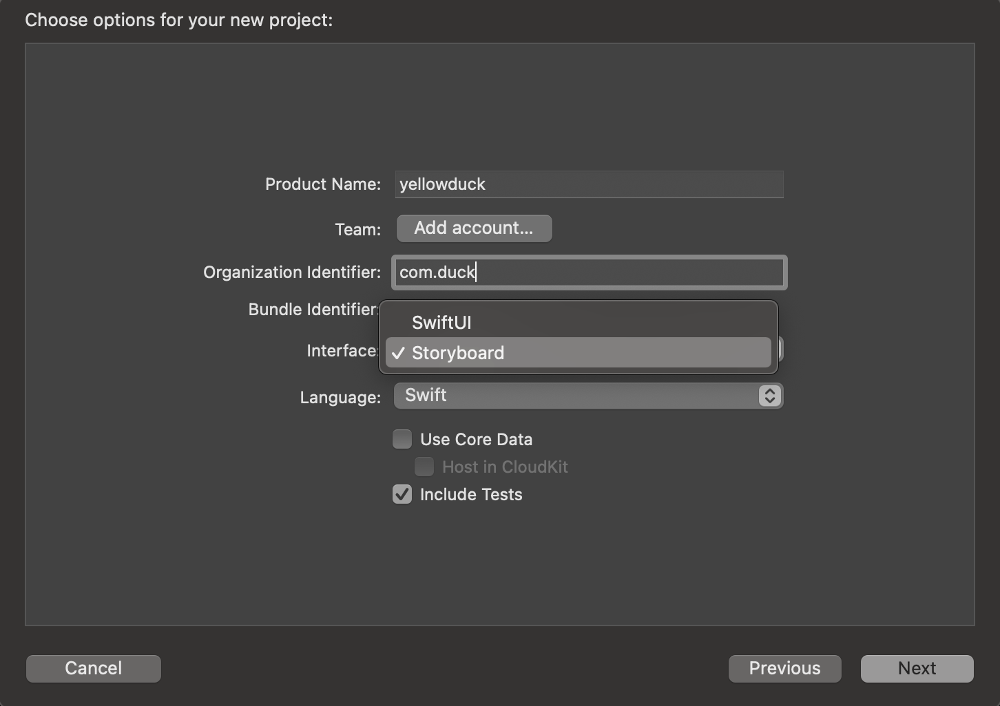 Choose options for your new project:
Product Name: yellowduck
Team: Add account...
Organization Identifier: com.duck
Bundle Identifier:
SwiftUI
Interface: ✓ Storyboard
Language: Swift
Use Core Data
Host in CloudKit
Include Tests
Cancel Previous Next